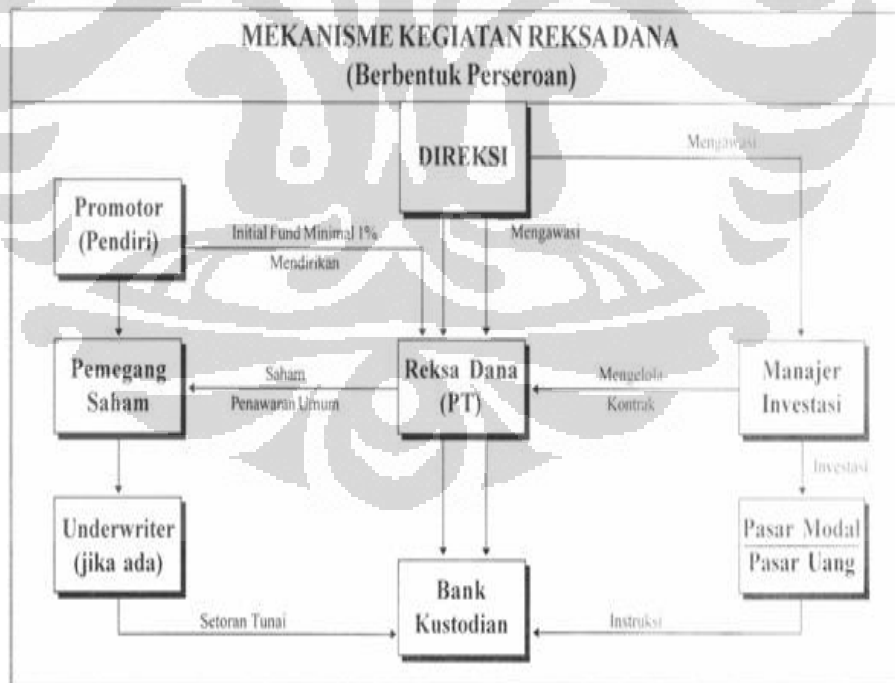 MEKANISME KEGIATAN REKSA DANA
(Berbentuk Perseroan)
DIREKSI
Mengawasi
Promotor
(Pendiri)
Initial Fund Minimal 1%
Mendirikan
Mengawasi
Pemegang
Saham
Saham
Penawaran Umum
Reksa Dana
(PT)
Mengelola
Kontrak
Manajer
Investasi
Investasi
Underwriter
(jika ada)
Pasar Modal
Pasar Uang
Bank
Kustodian
Setoran Tunai
Instruksi